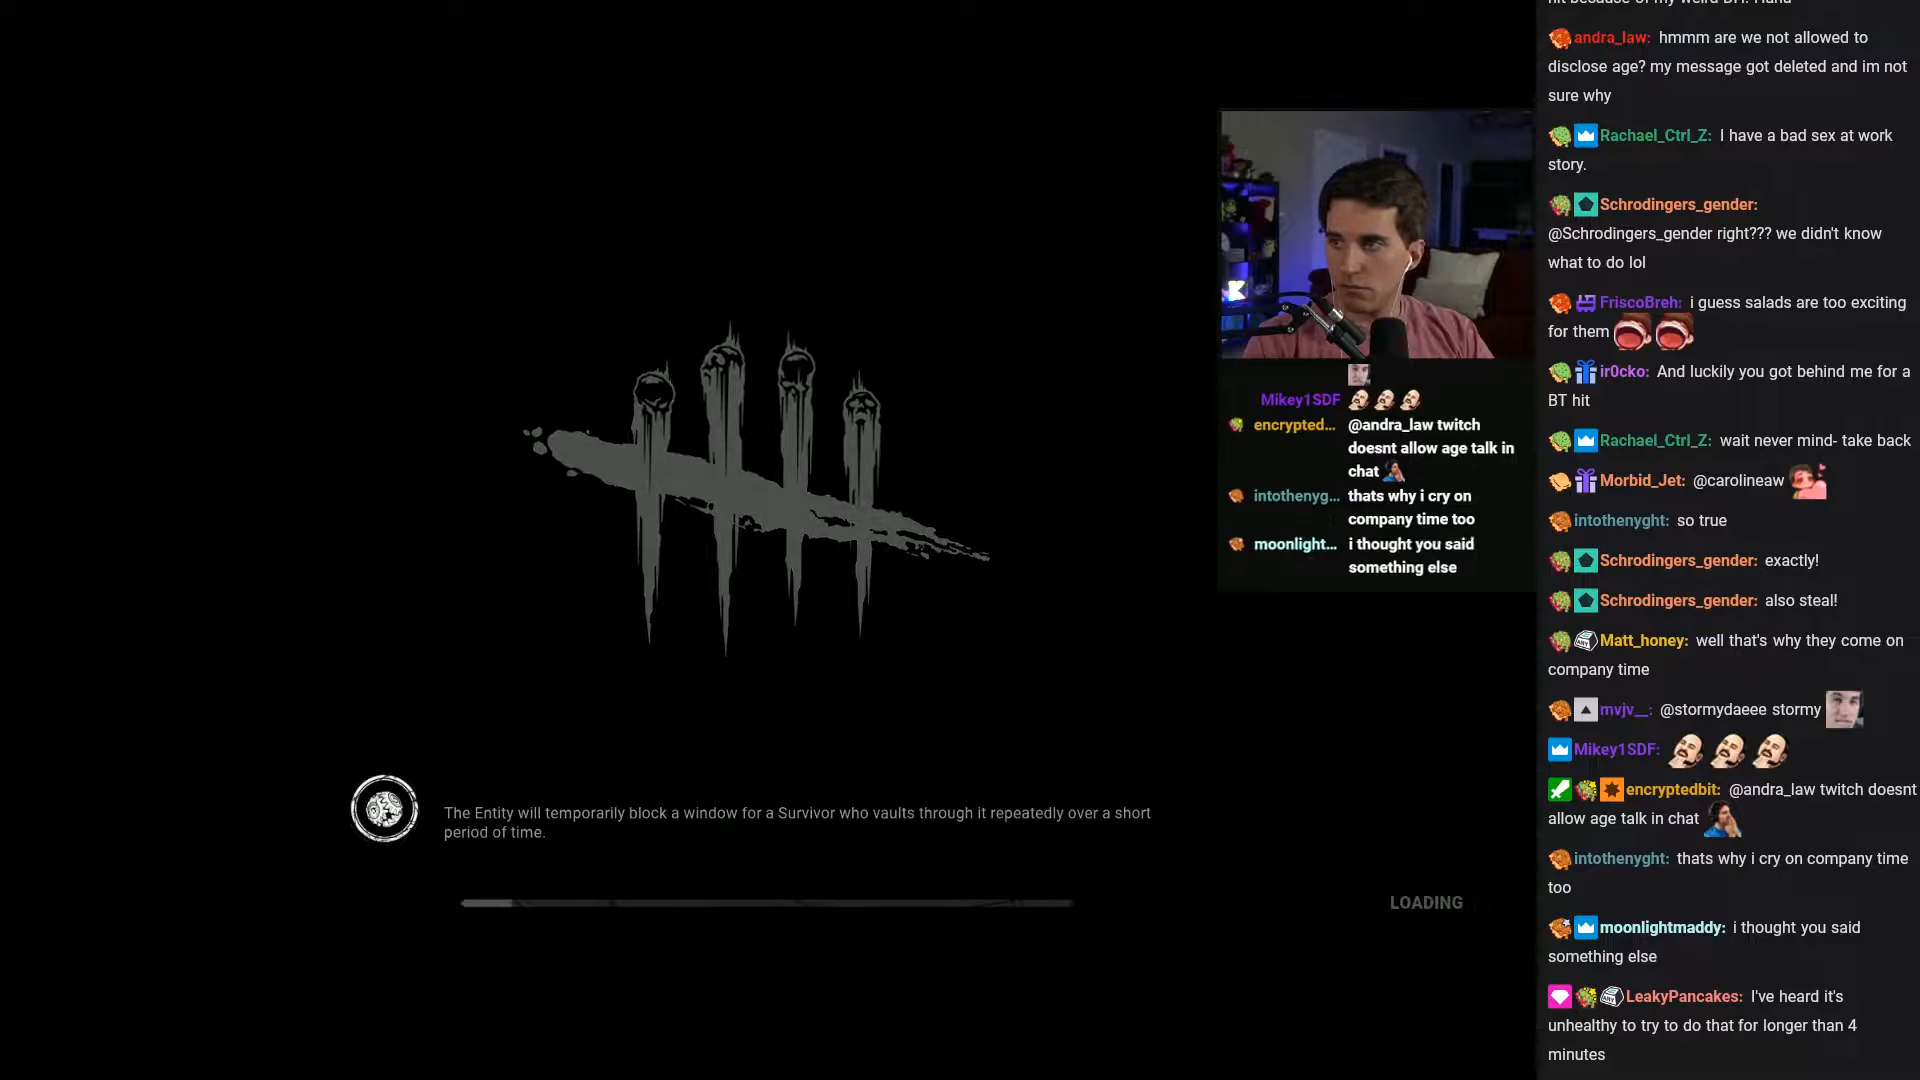 andra_law: hmmm are we not allowed to
disclose age? my message got deleted and im not
sure why
Rachael_Ctrl_Z: I have a bad sex at work
story.
Schrodingers_gender:
@Schrodingers_gender right??? we didn't know
what to do lol
FriscoBreh: i guess salads are too exciting
for them
ir0cko: And luckily you got behind me for a
BT hit
Rachael_Ctrl_Z: wait never mind- take back
Morbid_Jet: @carolineaw
intothenyght: so true
Schrodingers_gender: exactly!
Schrodingers_gender: also steal!
Matt_honey: well that's why they come on
company time
mvjv__: @stormydaeee stormy
Mikey1SDF:
encryptedbit: @andra_law twitch doesnt
allow age talk in chat
intothenyght: thats why i cry on company time
too
moonlightmaddy: i thought you said
something else
LeakyPancakes: I've heard it's
unhealthy to try to do that for longer than 4
minutes
Mikey1SDF
encrypted... @andra_law twitch
doesnt allow age talk in
chat
intothenyg... thats why i cry on
company time too
moonlight... i thought you said
something else
The Entity will temporarily block a window for a Survivor who vaults through it repeatedly over a short
period of time.
LOADING